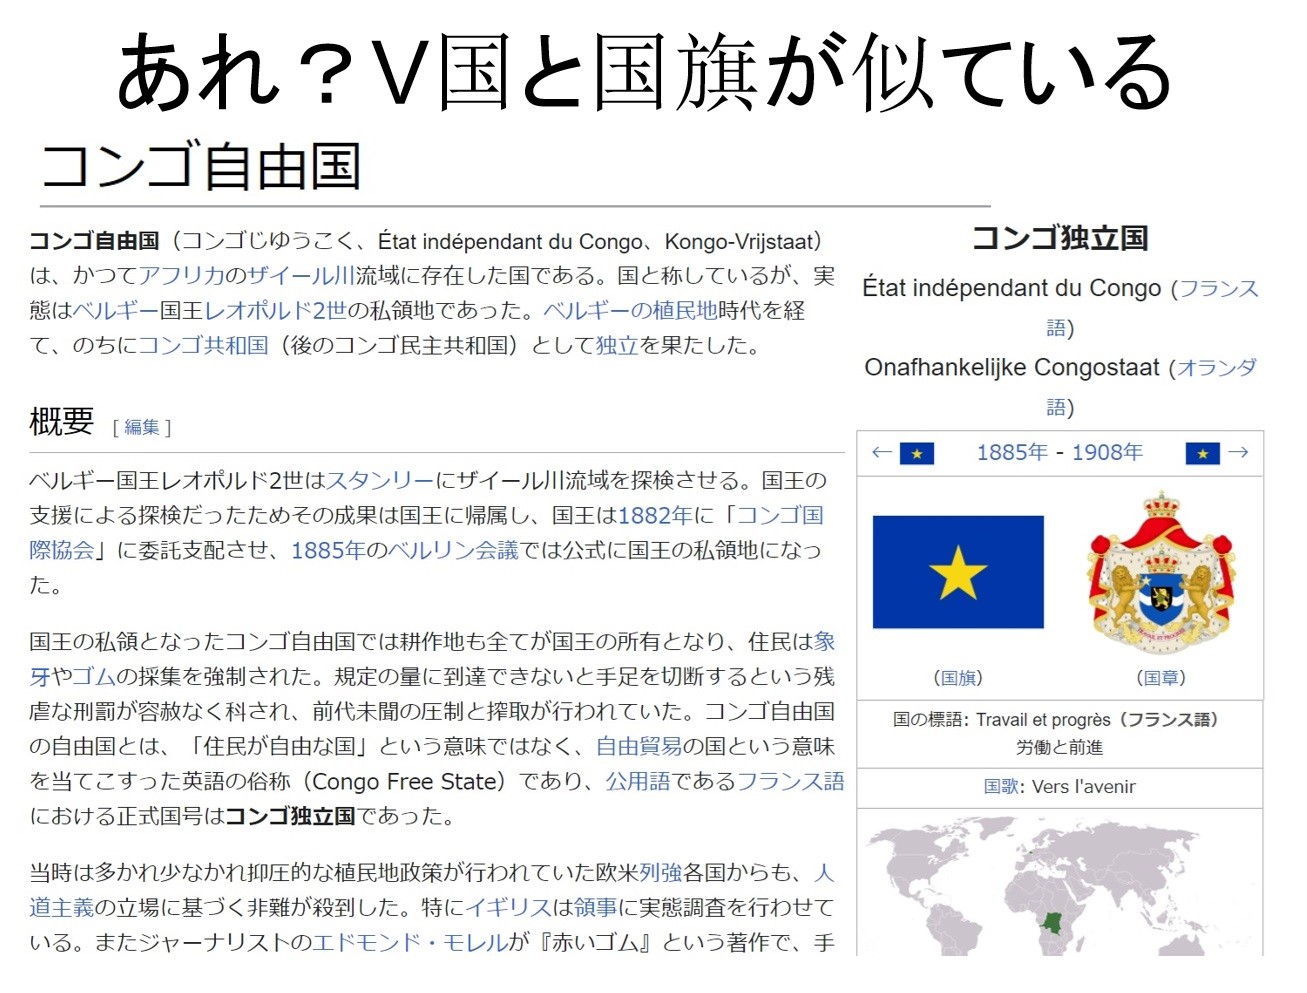 あれ？V国と国旗が似ている
コンゴ自由国
コンゴ自由国（コンゴじゆうこく、État indépendant du Congo、Kongo-Vrijstaat）
は、かつてアフリカのザイール川流域に存在した国である。国と称しているが、実
態はベルギー国王レオポルド2世の私領地であった。ベルギーの植民地時代を経
て、のちにコンゴ共和国（後のコンゴ民主共和国）として独立を果たした。
概要 [ 編集 ]
ベルギー国王レオポルド2世はスタンリーにザイール川流域を探検させる。国王の
支援による探検だったためその成果は国王に帰属し、国王は1882年に「コンゴ国
際協会」に委託支配させ、1885年のベルリン会議では公式に国王の私領地になっ
た。
国王の私領となったコンゴ自由国では耕作地も全てが国王の所有となり、住民は象
牙やゴムの採集を強制された。規定の量に到達できないと手足を切断するという残
虐な刑罰が容赦なく科され、前代未聞の圧制と搾取が行われていた。コンゴ自由国
の自由国とは、「住民が自由な国」という意味ではなく、自由貿易の国という意味
を当てこすった英語の俗称（Congo Free State）であり、公用語であるフランス語
における正式国号はコンゴ独立国であった。
当時は多かれ少なかれ抑圧的な植民地政策が行われていた欧米列強各国からも、人
道主義の立場に基づく非難が殺到した。特にイギリスは領事に実態調査を行わせて
いる。またジャーナリストのエドモンド・モレルが『赤いゴム』という著作で、手
コンゴ独立国
État indépendant du Congo (フランス
語)
Onafhankelijke Congostaat (オランダ
語)
← 1885年 - 1908年 →
（国旗） （国章）
国の標語: Travail et progrès（フランス語）
労働と前進
国歌: Vers l'avenir